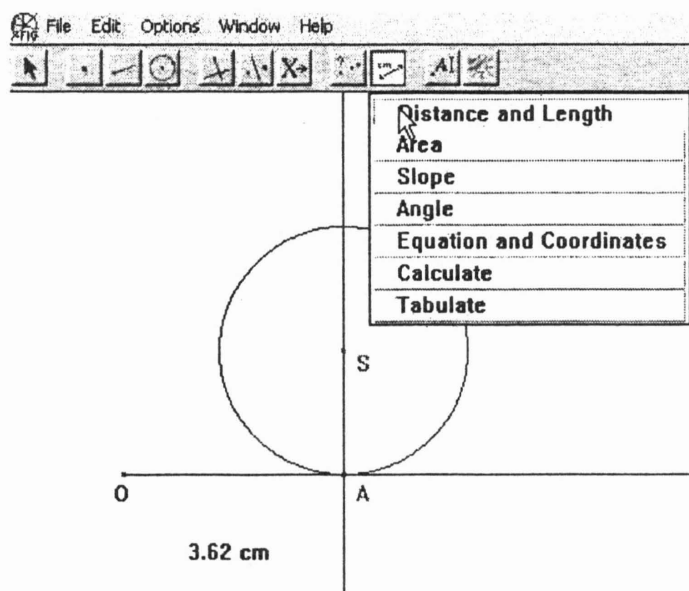 File Edit Options Window Help
cm
A
Distance and Length
Area
Slope
Angle
Equation and Coordinates
Calculate
Tabulate
S
O
A
3.62 cm